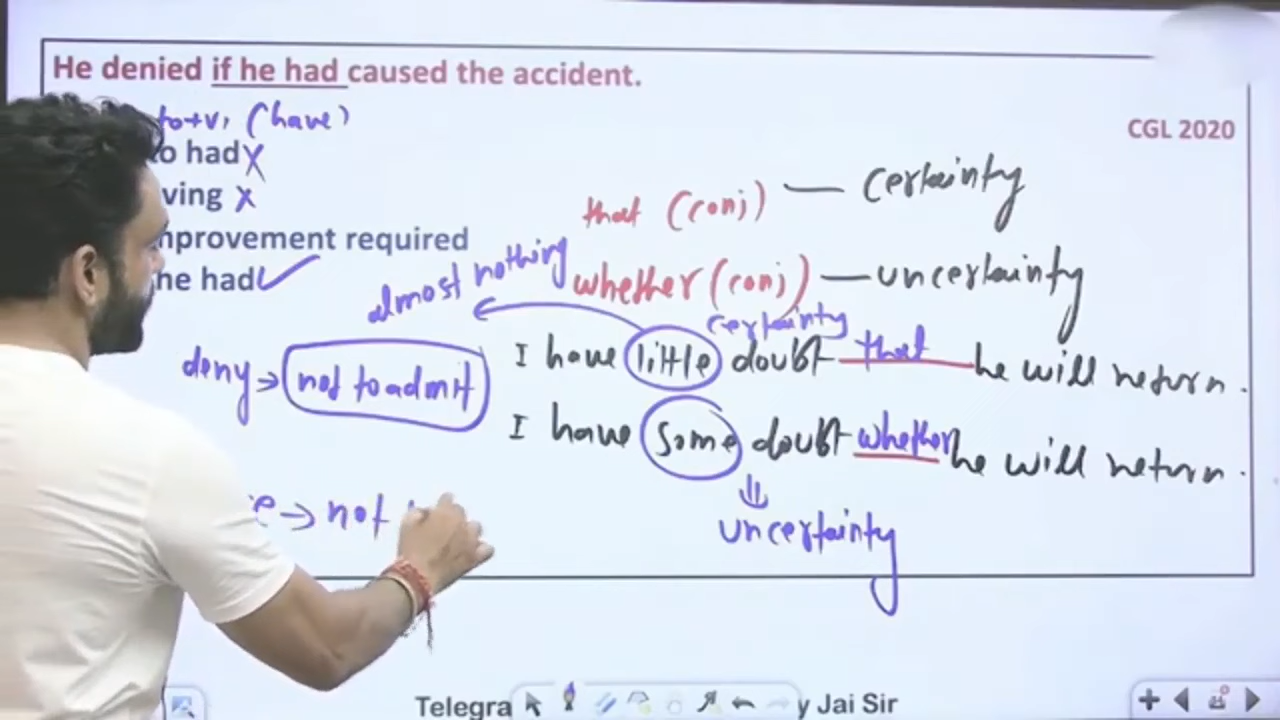 He denied if he had caused the accident.
to+v1 (have)
CGL 2020
o had X
ving x
mprovement required
he had ✓
that (conj) — certainty
whether (conj) — uncertainty
almost nothing
certainty
I have little doubt that he will return.
deny → not to admit
I have some doubt whether he will return.
e → not
uncertainty
Telegra
y Jai Sir